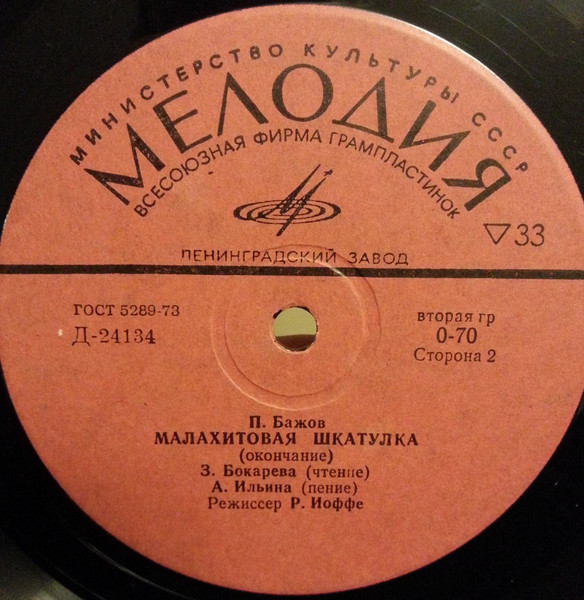 МИНИСТЕРСТВО КУЛЬТУРЫ СССР
МЕЛОДИЯ
ВСЕСОЮЗНАЯ ФИРМА ГРАМПЛАСТИНОК
▽33
ЛЕНИНГРАДСКИЙ ЗАВОД
ГОСТ 5289-73
Д-24134
вторая гр
0-70
Сторона 2
П. Бажов
МАЛАХИТОВАЯ ШКАТУЛКА
(окончание)
З. Бокарева (чтение)
А. Ильина (пение)
Режиссер Р. Иоффе